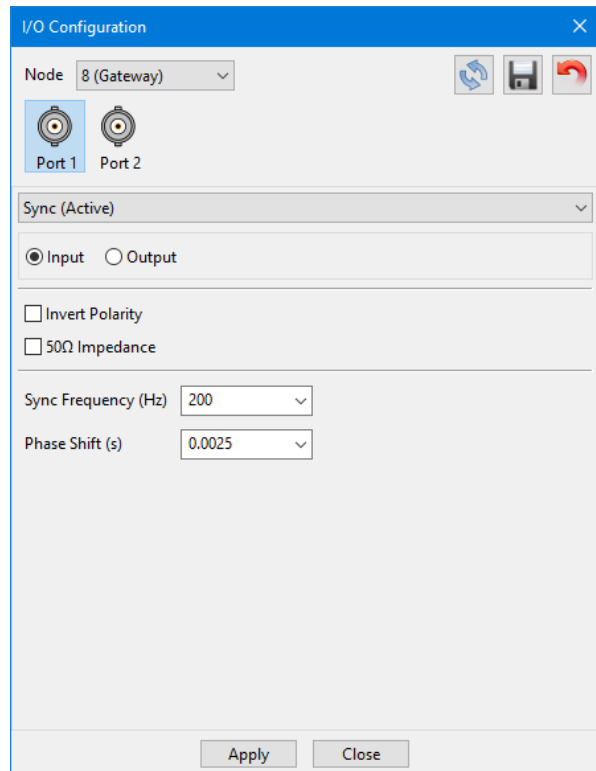 I/O Configuration
Node 8 (Gateway)
Port 1 Port 2
Sync (Active)
Input Output
Invert Polarity
50Ω Impedance
Sync Frequency (Hz) 200
Phase Shift (s) 0.0025
Apply Close